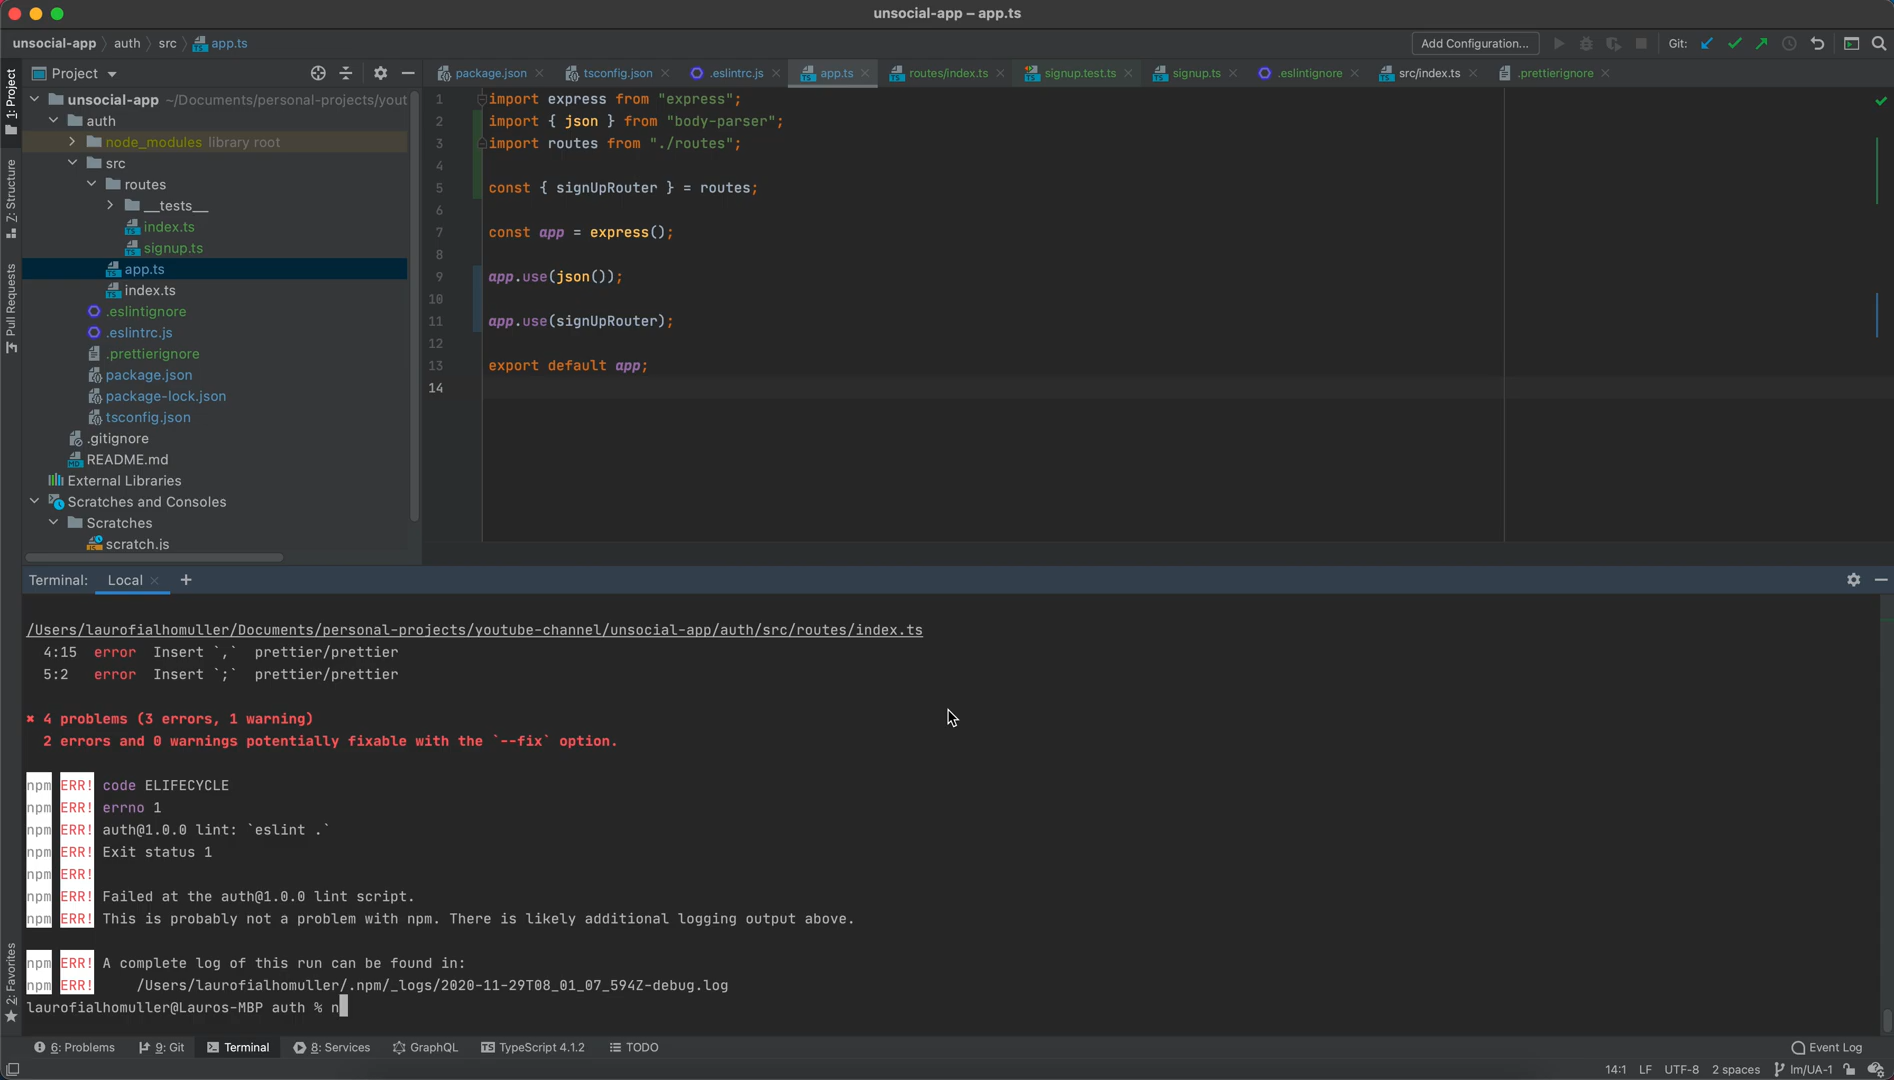 unsocial-app – app.ts
unsocial-app auth src app.ts
Add Configuration...
Git:
1: Project
Z: Structure
Pull Requests
2: Favorites
Project
package.json
tsconfig.json
.eslintrc.js
app.ts
routes/index.ts
signup.test.ts
signup.ts
.eslintignore
src/index.ts
.prettierignore
unsocial-app ~/Documents/personal-projects/yout
auth
node_modules library root
src
routes
__tests__
index.ts
signup.ts
app.ts
index.ts
.eslintignore
.eslintrc.js
.prettierignore
package.json
package-lock.json
tsconfig.json
.gitignore
README.md
External Libraries
Scratches and Consoles
Scratches
scratch.js
1 import express from "express";
2 import { json } from "body-parser";
3 import routes from "./routes";
4
5 const { signUpRouter } = routes;
6
7 const app = express();
8
9 app.use(json());
10
11 app.use(signUpRouter);
12
13 export default app;
14
Terminal: Local +
/Users/laurofialhomuller/Documents/personal-projects/youtube-channel/unsocial-app/auth/src/routes/index.ts
4:15 error Insert `,` prettier/prettier
5:2 error Insert `;` prettier/prettier
✖ 4 problems (3 errors, 1 warning)
2 errors and 0 warnings potentially fixable with the `--fix` option.
npm ERR! code ELIFECYCLE
npm ERR! errno 1
npm ERR! auth@1.0.0 lint: `eslint .`
npm ERR! Exit status 1
npm ERR!
npm ERR! Failed at the auth@1.0.0 lint script.
npm ERR! This is probably not a problem with npm. There is likely additional logging output above.
npm ERR! A complete log of this run can be found in:
npm ERR! /Users/laurofialhomuller/.npm/_logs/2020-11-29T08_01_07_594Z-debug.log
laurofialhomuller@Lauros-MBP auth % n
6: Problems
9: Git
Terminal
8: Services
GraphQL
TypeScript 4.1.2
TODO
Event Log
14:1 LF UTF-8 2 spaces lm/UA-1